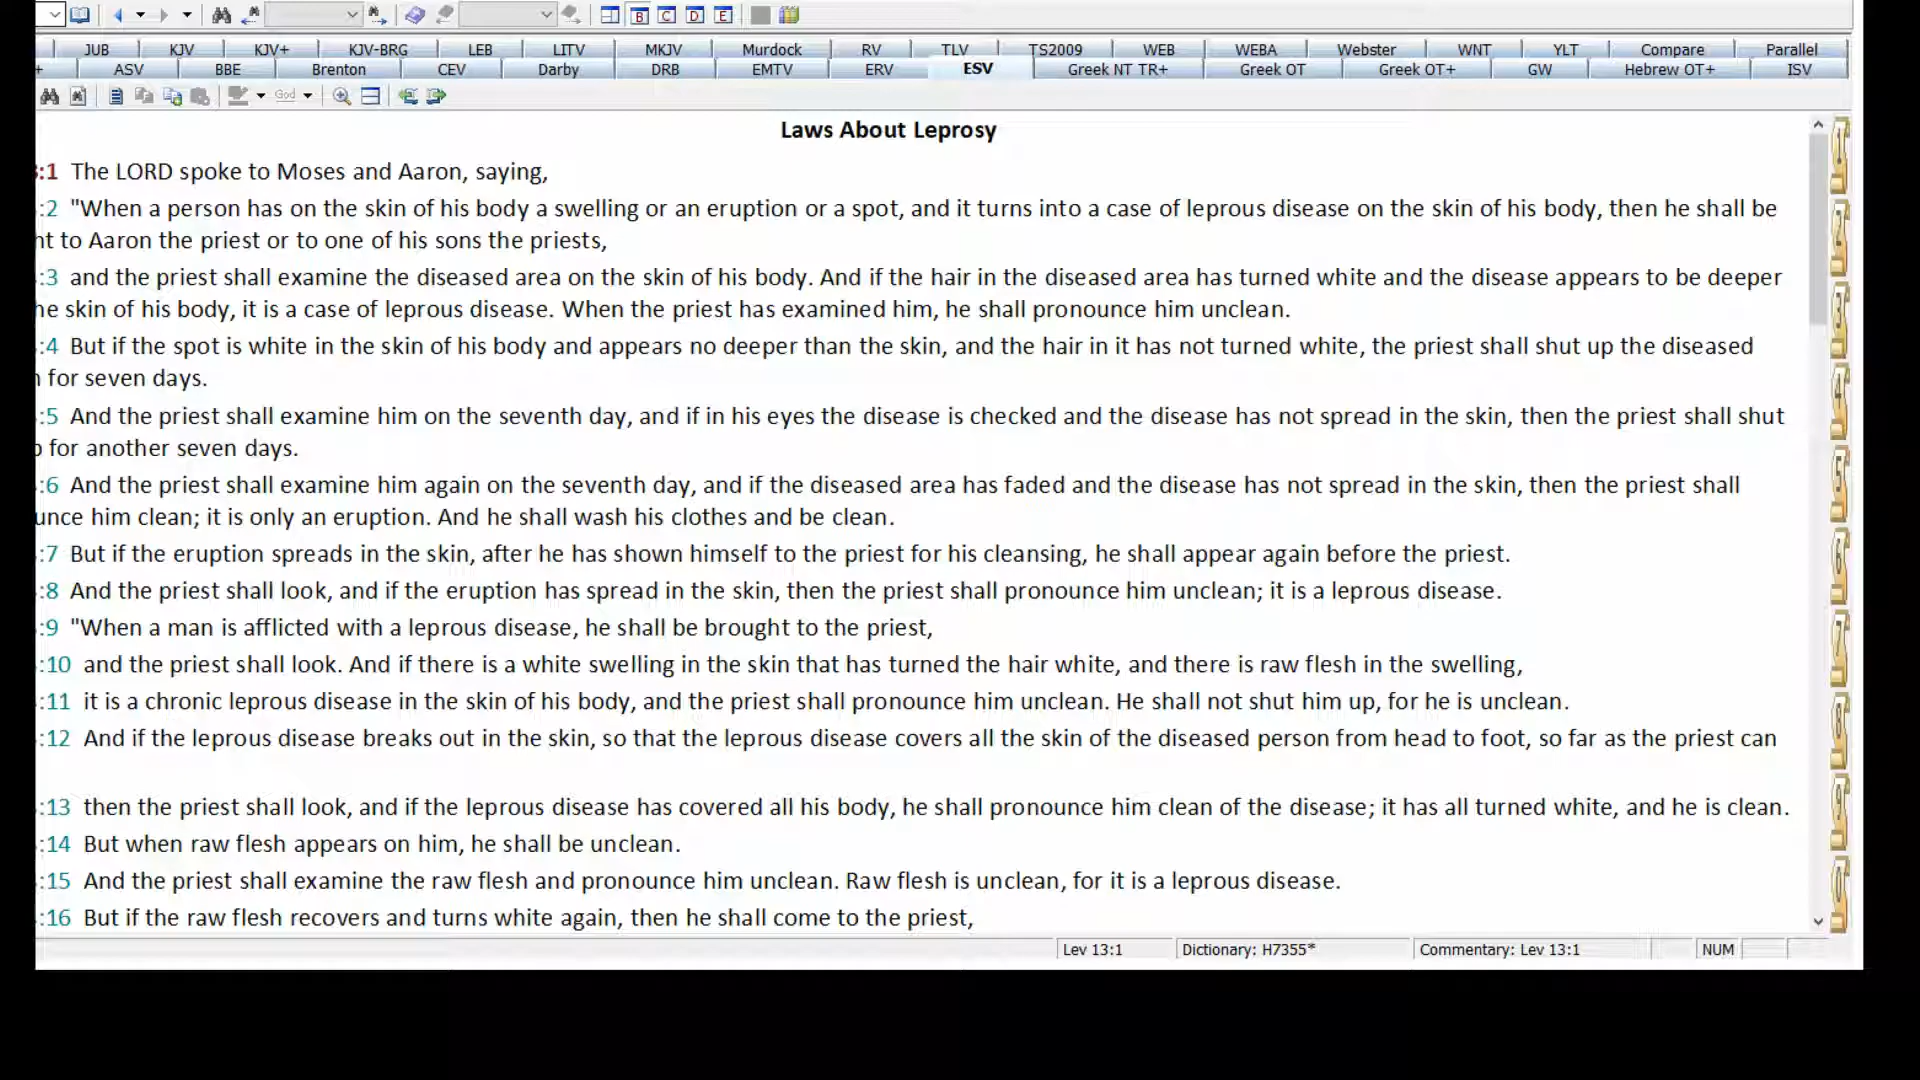 B C D E
JUB KJV KJV+ KJV-BRG LEB LITV MKJV Murdock RV TLV TS2009 WEB WEBA Webster WNT YLT Compare Parallel
+ ASV BBE Brenton CEV Darby DRB EMTV ERV ESV Greek NT TR+ Greek OT Greek OT+ GW Hebrew OT+ ISV
God
Laws About Leprosy
:1 The LORD spoke to Moses and Aaron, saying,
:2 "When a person has on the skin of his body a swelling or an eruption or a spot, and it turns into a case of leprous disease on the skin of his body, then he shall be
ht to Aaron the priest or to one of his sons the priests,
:3 and the priest shall examine the diseased area on the skin of his body. And if the hair in the diseased area has turned white and the disease appears to be deeper
he skin of his body, it is a case of leprous disease. When the priest has examined him, he shall pronounce him unclean.
:4 But if the spot is white in the skin of his body and appears no deeper than the skin, and the hair in it has not turned white, the priest shall shut up the diseased
n for seven days.
:5 And the priest shall examine him on the seventh day, and if in his eyes the disease is checked and the disease has not spread in the skin, then the priest shall shut
p for another seven days.
:6 And the priest shall examine him again on the seventh day, and if the diseased area has faded and the disease has not spread in the skin, then the priest shall
unce him clean; it is only an eruption. And he shall wash his clothes and be clean.
:7 But if the eruption spreads in the skin, after he has shown himself to the priest for his cleansing, he shall appear again before the priest.
:8 And the priest shall look, and if the eruption has spread in the skin, then the priest shall pronounce him unclean; it is a leprous disease.
:9 "When a man is afflicted with a leprous disease, he shall be brought to the priest,
:10 and the priest shall look. And if there is a white swelling in the skin that has turned the hair white, and there is raw flesh in the swelling,
:11 it is a chronic leprous disease in the skin of his body, and the priest shall pronounce him unclean. He shall not shut him up, for he is unclean.
:12 And if the leprous disease breaks out in the skin, so that the leprous disease covers all the skin of the diseased person from head to foot, so far as the priest can
:13 then the priest shall look, and if the leprous disease has covered all his body, he shall pronounce him clean of the disease; it has all turned white, and he is clean.
:14 But when raw flesh appears on him, he shall be unclean.
:15 And the priest shall examine the raw flesh and pronounce him unclean. Raw flesh is unclean, for it is a leprous disease.
:16 But if the raw flesh recovers and turns white again, then he shall come to the priest,
1
2
3
4
5
6
7
8
9
0
Lev 13:1 Dictionary: H7355* Commentary: Lev 13:1 NUM